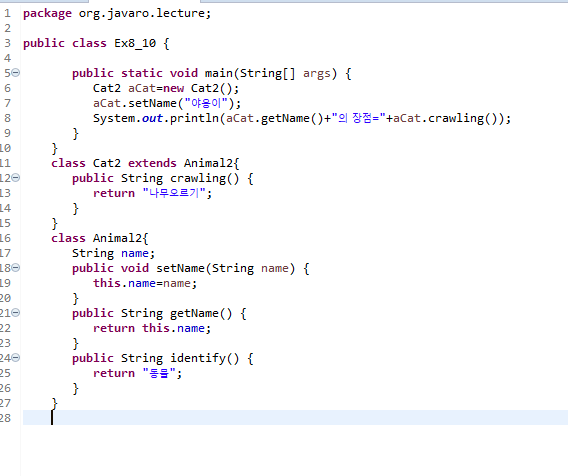 1 package org.javaro.lecture;
2
3 public class Ex8_10 {
4
5 public static void main(String[] args) {
6 Cat2 aCat=new Cat2();
7 aCat.setName("야옹이");
8 System.out.println(aCat.getName()+"의 장점="+aCat.crawling());
9 }
10 }
11 class Cat2 extends Animal2{
12 public String crawling() {
13 return "나무오르기";
14 }
15 }
16 class Animal2{
17 String name;
18 public void setName(String name) {
19 this.name=name;
20 }
21 public String getName() {
22 return this.name;
23 }
24 public String identify() {
25 return "동물";
26 }
27 }
28